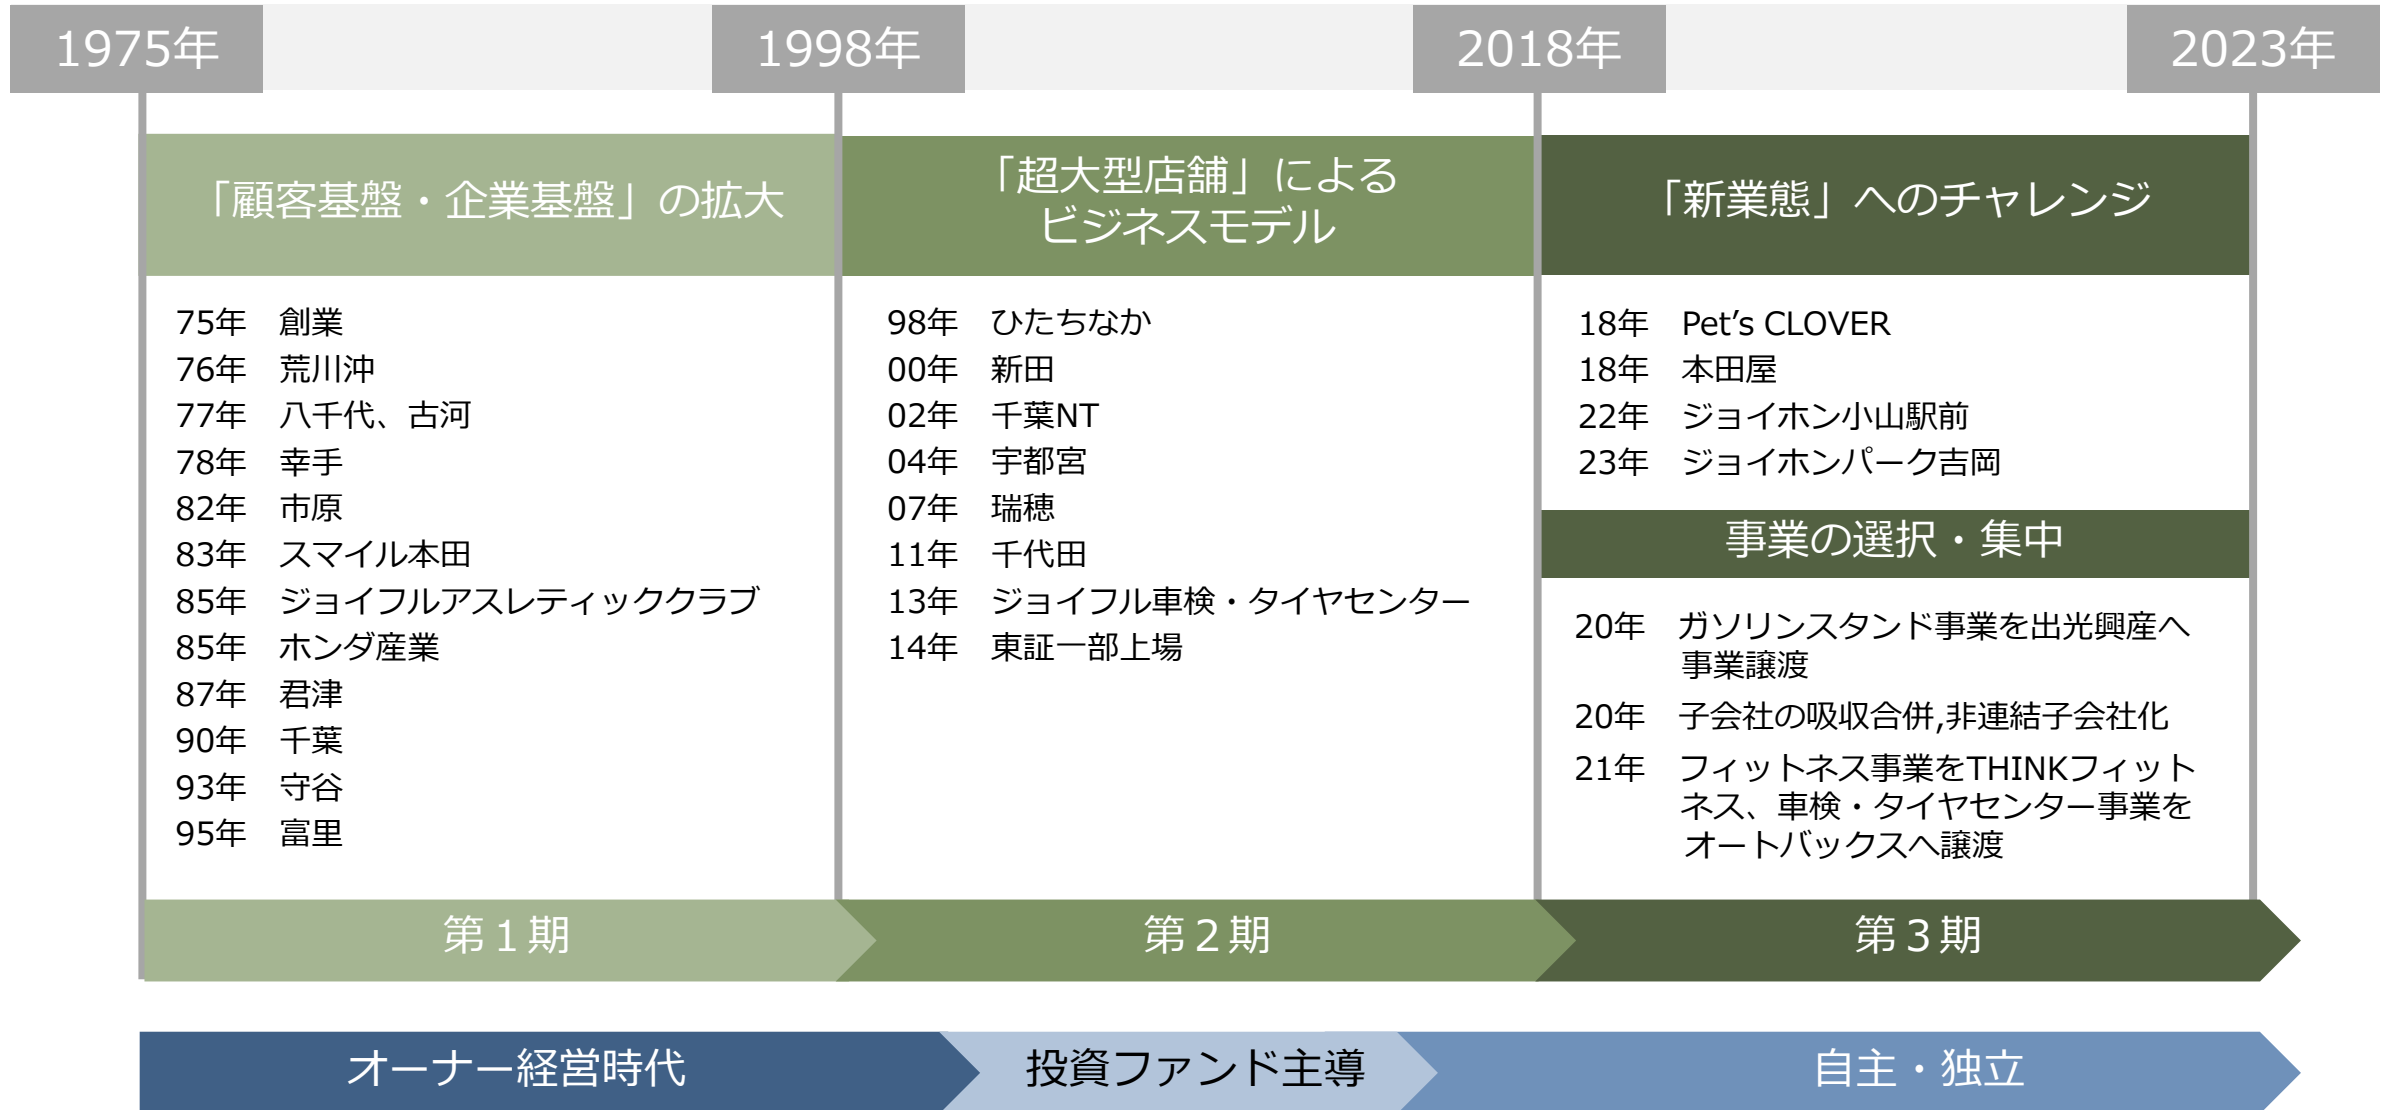 1975年
1998年
2018年
2023年
「顧客基盤・企業基盤」の拡大
75年 創業
76年 荒川沖
77年 八千代、古河
78年 幸手
82年 市原
83年 スマイル本田
85年 ジョイフルアスレティッククラブ
85年 ホンダ産業
87年 君津
90年 千葉
93年 守谷
95年 富里
「超大型店舗」による
ビジネスモデル
98年 ひたちなか
00年 新田
02年 千葉NT
04年 宇都宮
07年 瑞穂
11年 千代田
13年 ジョイフル車検・タイヤセンター
14年 東証一部上場
「新業態」へのチャレンジ
18年 Pet’s CLOVER
18年 本田屋
22年 ジョイホン小山駅前
23年 ジョイホンパーク吉岡
事業の選択・集中
20年 ガソリンスタンド事業を出光興産へ
事業譲渡
20年 子会社の吸収合併,非連結子会社化
21年 フィットネス事業をTHINKフィット
ネス、車検・タイヤセンター事業を
オートバックスへ譲渡
第１期
第２期
第３期
オーナー経営時代
投資ファンド主導
自主・独立